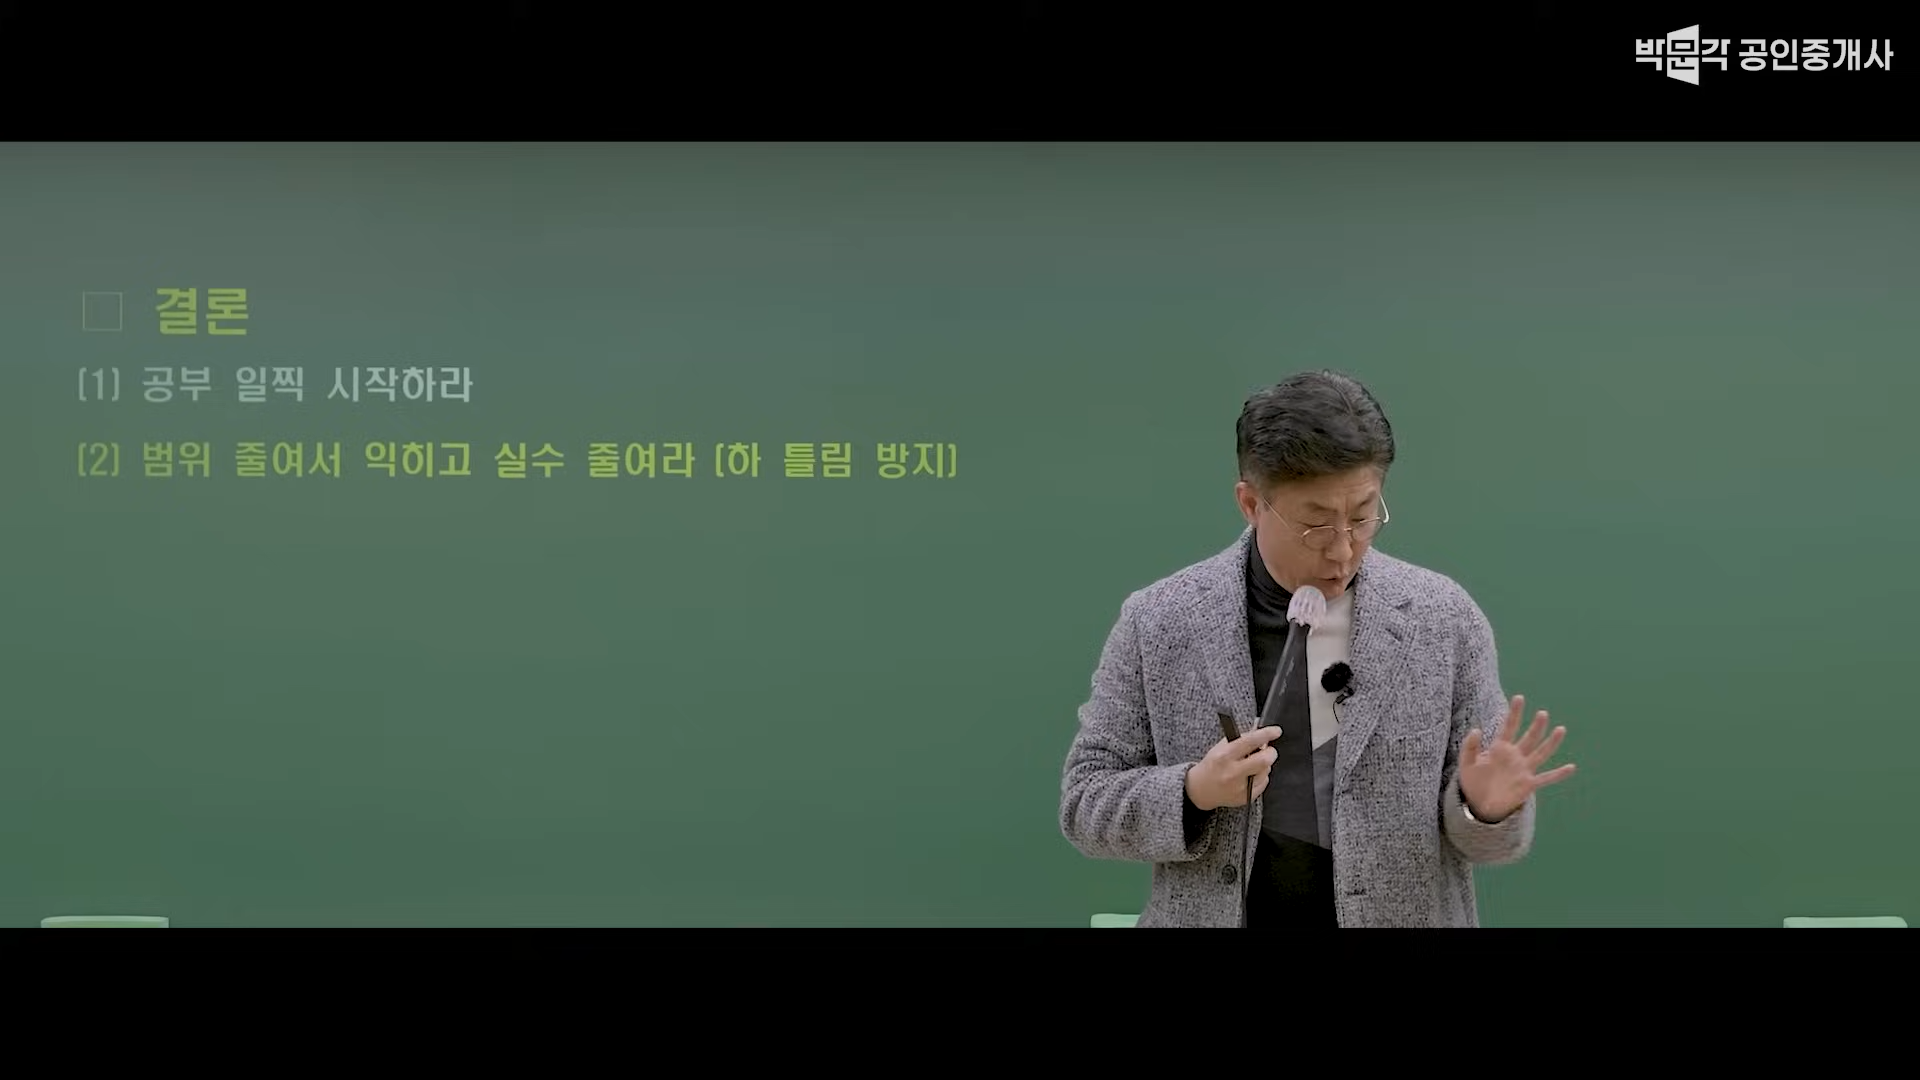 박문각 공인중개사
□ 결론
(1) 공부 일찍 시작하라
(2) 범위 줄여서 익히고 실수 줄여라 (하 틀림 방지)